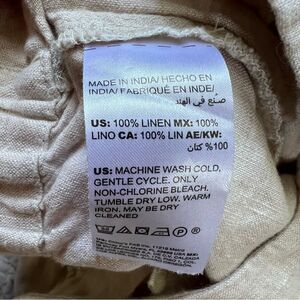 MADE IN INDIA/ HECHO EN
INDIA/ FABRIQUÉ EN INDE/
صنع في الهند
US: 100% LINEN MX: 100%
LINO CA: 100% LIN AE/KW:
100% كتان
US: MACHINE WASH COLD,
GENTLE CYCLE. ONLY
NON-CHLORINE BLEACH.
TUMBLE DRY LOW. WARM
IRON. MAY BE DRY
CLEANED